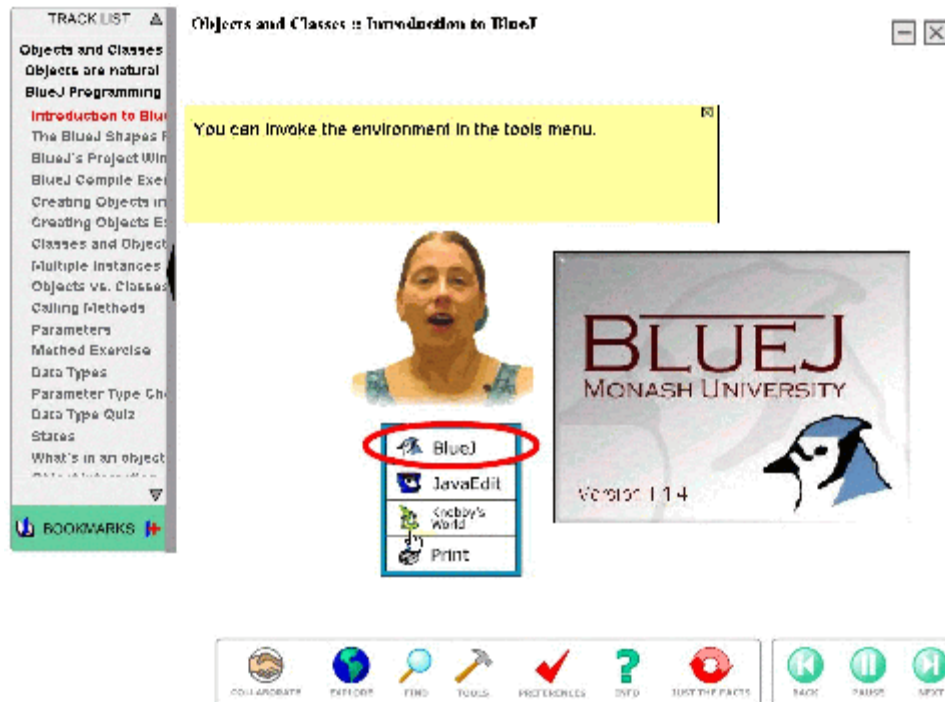 TRACK LIST
Objects and Classes
Objects are natural
BlueJ Programming
Introduction to Blu
The BlueJ Shapes
BlueJ's Project Win
BlueJ Compile Exer
Creating Objects in
Creating Objects Ex
Classes and Object
Multiple Instances
Objects vs. Classes
Calling Methods
Parameters
Method Exercise
Data Types
Parameter Type Ch
Data Type Quiz
States
What's in an object
BOOKMARKS
Objects and Classes :: Introduction to BlueJ
You can invoke the environment in the tools menu.
BlueJ
JavaEdit
Knobby's
World
Print
BLUEJ
MONASH UNIVERSITY
Version 1.1.4
COLLABORATE
EXPLORE
FIND
TOOLS
PREFERENCES
INFO
JUST THE FACTS
BACK
PAUSE
NEXT